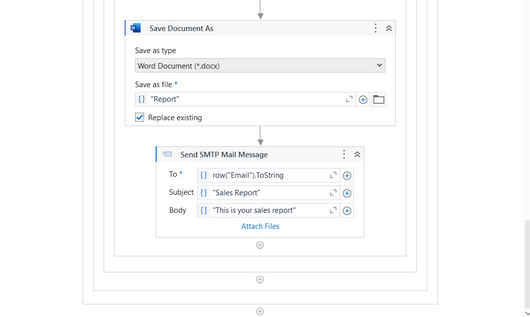 Save Document As
Save as type
Word Document (*.docx)
Save as file *
"Report"
Replace existing
Send SMTP Mail Message
To * row("Email").ToString
Subject "Sales Report"
Body "This is your sales report"
Attach Files